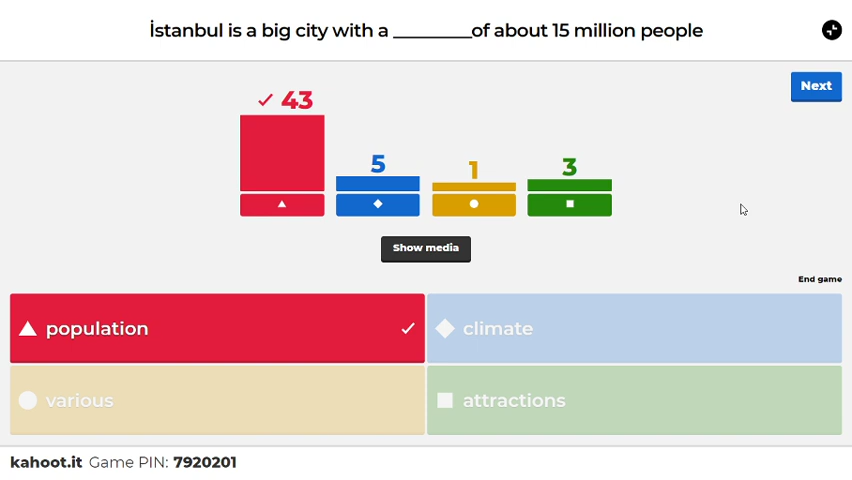 İstanbul is a big city with a ________of about 15 million people
Next
43
5
1
3
Show media
End game
population
climate
various
attractions
kahoot.it Game PIN: 7920201